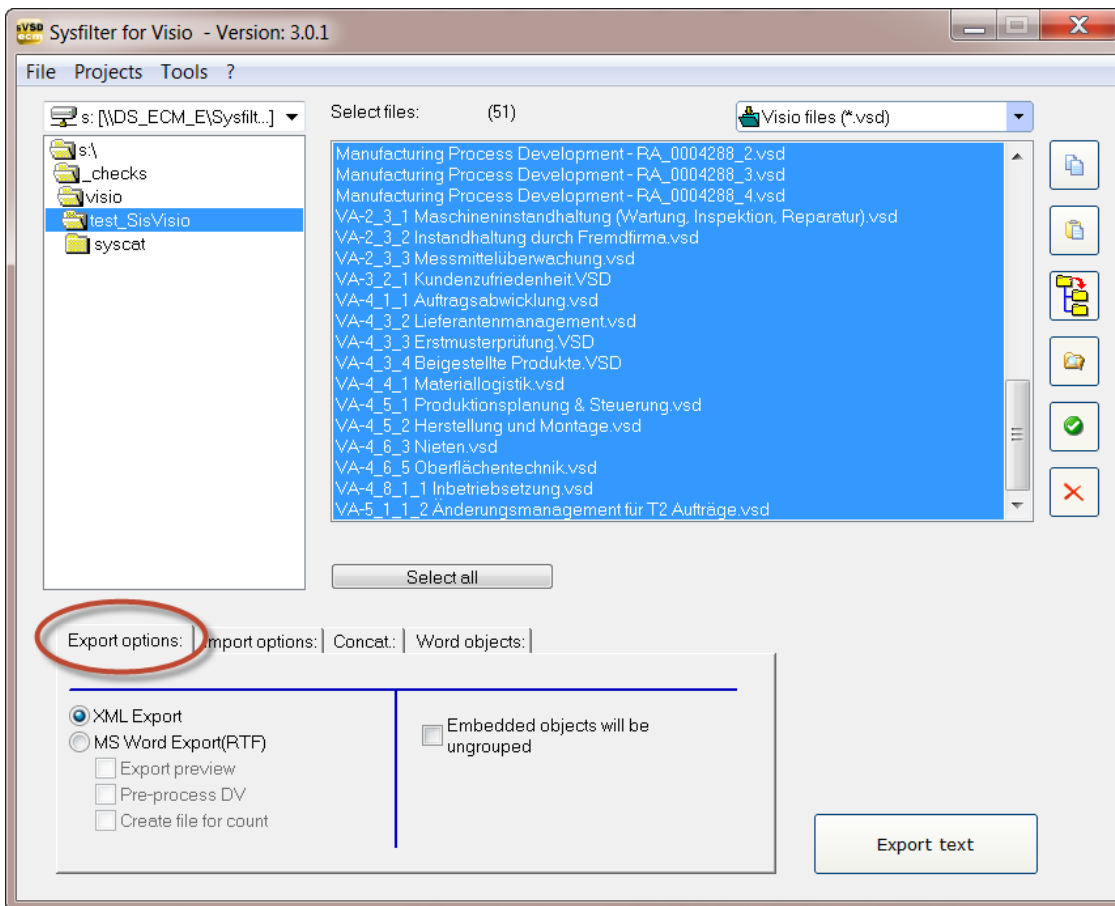 sVSD
ecm
Sysfilter for Visio - Version: 3.0.1
File Projects Tools ?
s: [\\DS_ECM_E\Sysfilt...]
Select files: (51)
Visio files (*.vsd)
s:\
_checks
visio
test_SisVisio
syscat
Manufacturing Process Development - RA_0004288_2.vsd
Manufacturing Process Development - RA_0004288_3.vsd
Manufacturing Process Development - RA_0004288_4.vsd
VA-2_3_1 Maschineninstandhaltung (Wartung, Inspektion, Reparatur).vsd
VA-2_3_2 Instandhaltung durch Fremdfirma.vsd
VA-2_3_3 Messmittelüberwachung.vsd
VA-3_2_1 Kundenzufriedenheit.VSD
VA-4_1_1 Auftragsabwicklung.vsd
VA-4_3_2 Lieferantenmanagement.vsd
VA-4_3_3 Erstmusterprüfung.VSD
VA-4_3_4 Beigestellte Produkte.VSD
VA-4_4_1 Materiallogistik.vsd
VA-4_5_1 Produktionsplanung & Steuerung.vsd
VA-4_5_2 Herstellung und Montage.vsd
VA-4_6_3 Nieten.vsd
VA-4_6_5 Oberflächentechnik.vsd
VA-4_8_1_1 Inbetriebsetzung.vsd
VA-5_1_1_2 Änderungsmanagement für T2 Aufträge.vsd
Select all
Export options: Import options: Concat.: Word objects:
XML Export
MS Word Export(RTF)
Export preview
Pre-process DV
Create file for count
Embedded objects will be
ungrouped
Export text